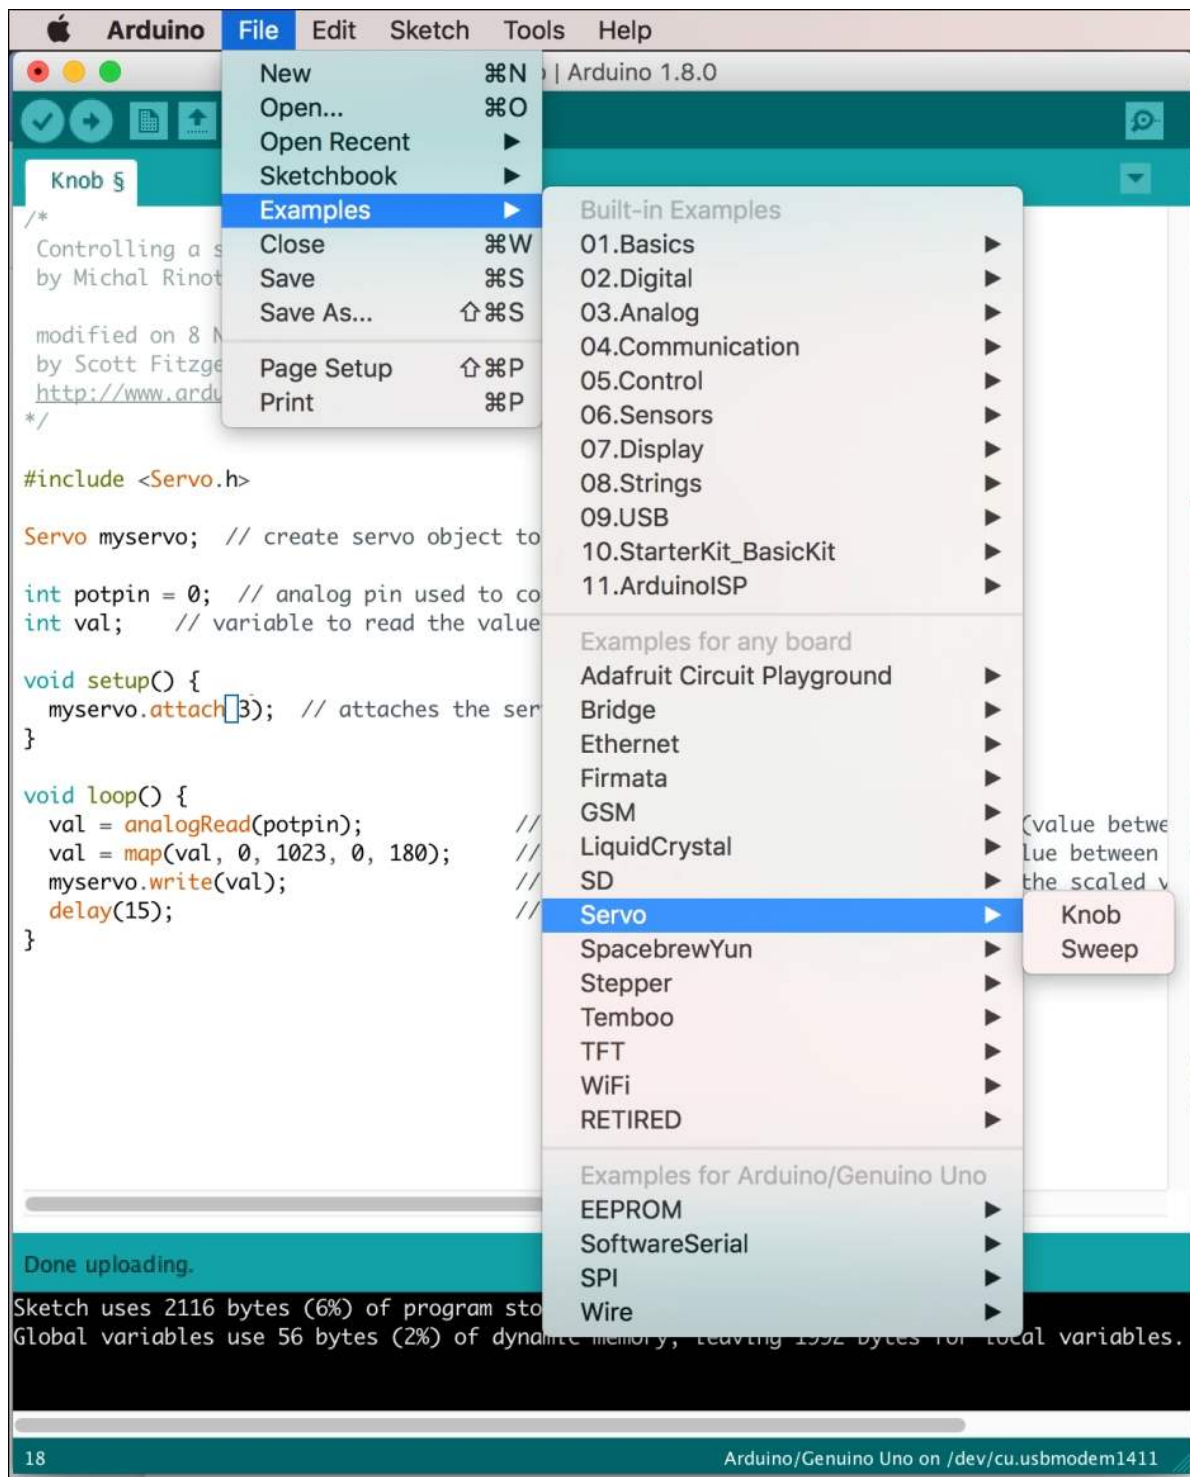 Arduino File Edit Sketch Tools Help
| Arduino 1.8.0
New ⌘N
Open... ⌘O
Open Recent ▶
Sketchbook ▶
Examples ▶
Close ⌘W
Save ⌘S
Save As... ⇧⌘S
Page Setup ⇧⌘P
Print ⌘P
Built-in Examples
01.Basics ▶
02.Digital ▶
03.Analog ▶
04.Communication ▶
05.Control ▶
06.Sensors ▶
07.Display ▶
08.Strings ▶
09.USB ▶
10.StarterKit_BasicKit ▶
11.ArduinoISP ▶
Examples for any board
Adafruit Circuit Playground ▶
Bridge ▶
Ethernet ▶
Firmata ▶
GSM ▶
LiquidCrystal ▶
SD ▶
Servo ▶
SpacebrewYun ▶
Stepper ▶
Temboo ▶
TFT ▶
WiFi ▶
RETIRED ▶
Examples for Arduino/Genuino Uno
EEPROM ▶
SoftwareSerial ▶
SPI ▶
Wire ▶
Knob
Sweep
Knob §
/*
Controlling a s
by Michal Rinot
modified on 8 N
by Scott Fitzge
http://www.ardu
*/
#include <Servo.h>
Servo myservo; // create servo object to
int potpin = 0; // analog pin used to co
int val; // variable to read the value
void setup() {
myservo.attach 3); // attaches the ser
}
void loop() {
val = analogRead(potpin); // (value betwe
val = map(val, 0, 1023, 0, 180); // lue between
myservo.write(val); // the scaled v
delay(15); //
}
Done uploading.
Sketch uses 2116 bytes (6%) of program sto
Global variables use 56 bytes (2%) of dynamic memory, leaving 1992 bytes for local variables.
18 Arduino/Genuino Uno on /dev/cu.usbmodem1411